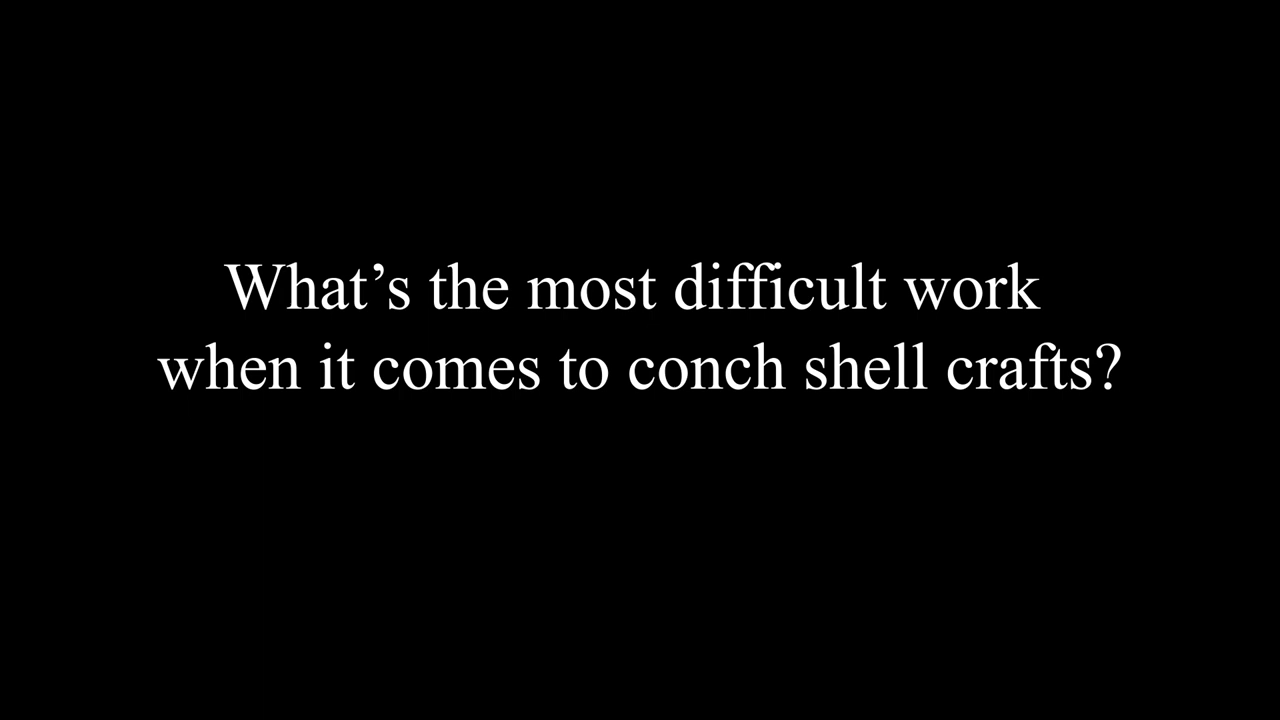 What’s the most difficult work
when it comes to conch shell crafts?